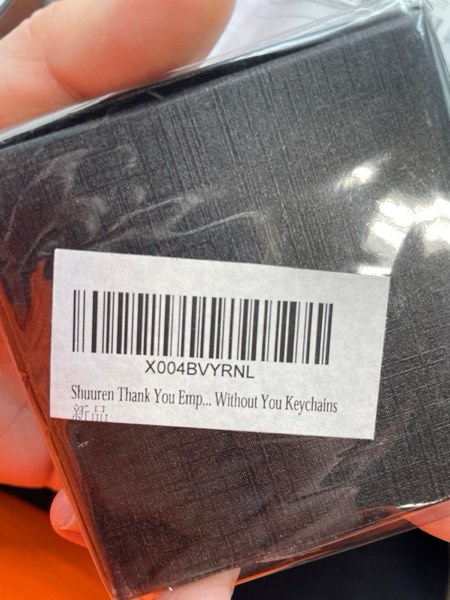 X004BVYRNL
Shuuren Thank You Emp... Without You Keychains
新品